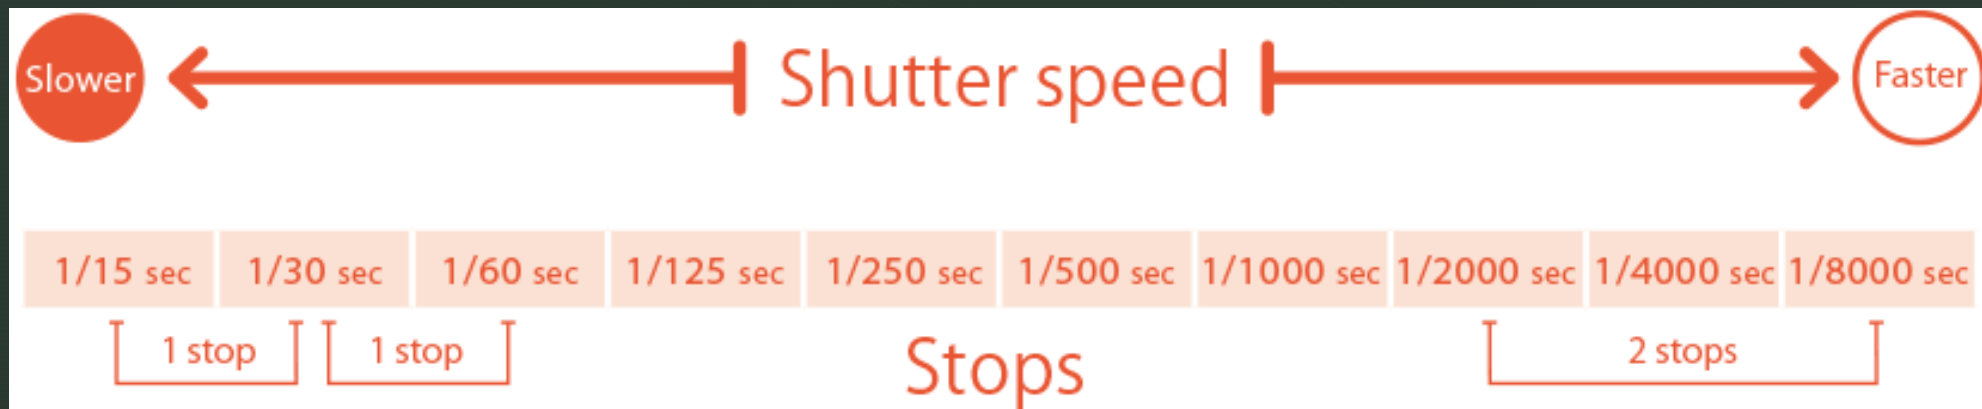 Slower Shutter speed Faster
1/15 sec 1/30 sec 1/60 sec 1/125 sec 1/250 sec 1/500 sec 1/1000 sec 1/2000 sec 1/4000 sec 1/8000 sec
1 stop 1 stop 2 stops
Stops